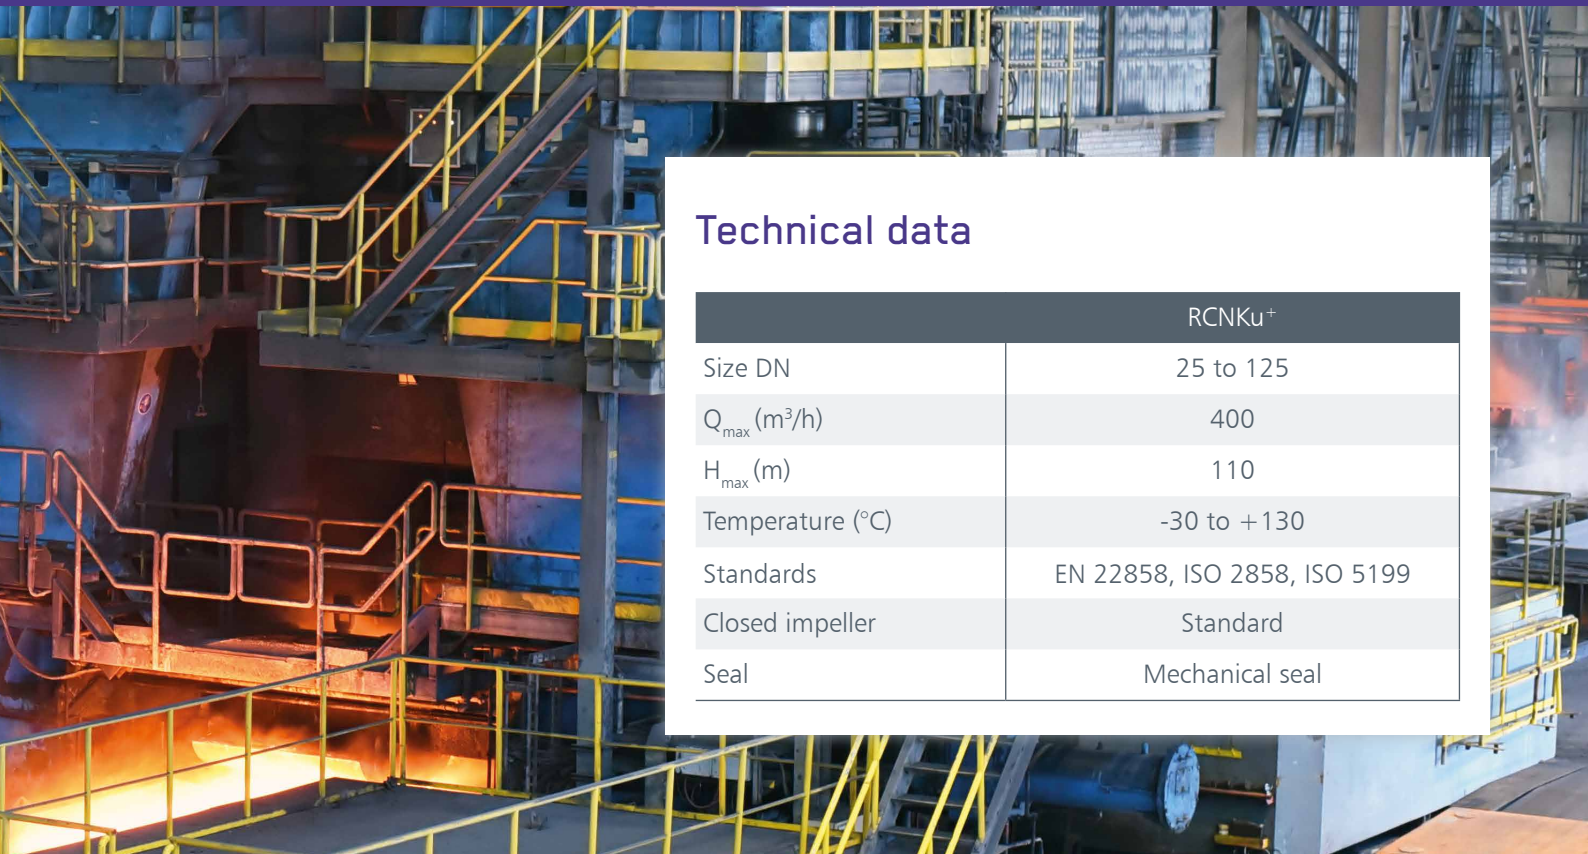 Technical data
RCNKu⁺
Size DN 25 to 125
Qmax (m³/h) 400
Hmax (m) 110
Temperature (°C) -30 to +130
Standards EN 22858, ISO 2858, ISO 5199
Closed impeller Standard
Seal Mechanical seal